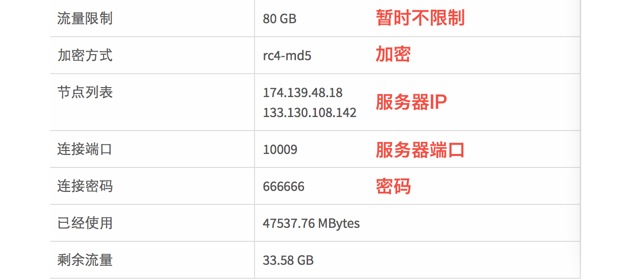 流量限制 80 GB 暂时不限制
加密方式 rc4-md5 加密
节点列表 174.139.48.18
133.130.108.142 服务器IP
连接端口 10009 服务器端口
连接密码 666666 密码
已经使用 47537.76 MBytes
剩余流量 33.58 GB